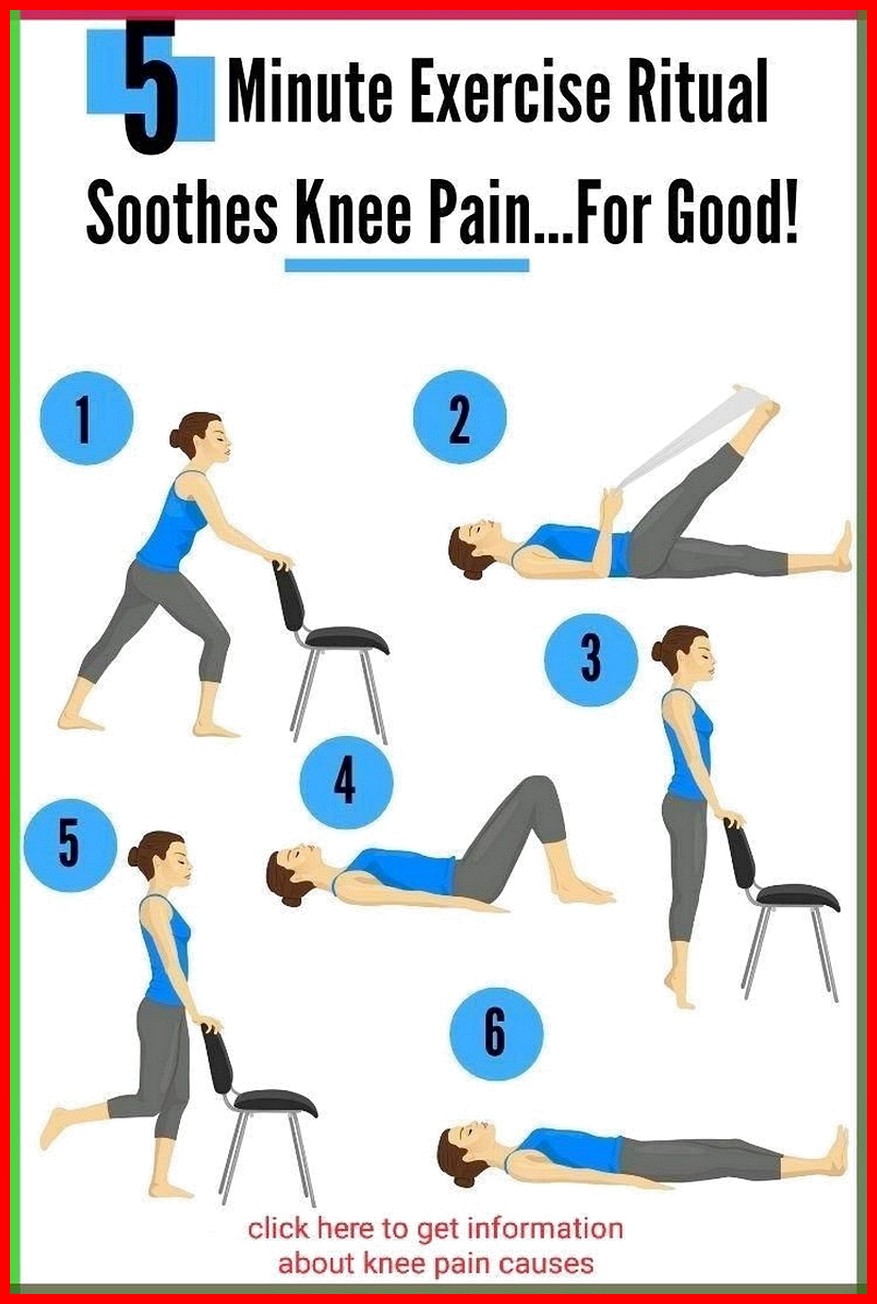 5 Minute Exercise Ritual
Soothes Knee Pain...For Good!
1
2
3
4
5
6
click here to get information
about knee pain causes